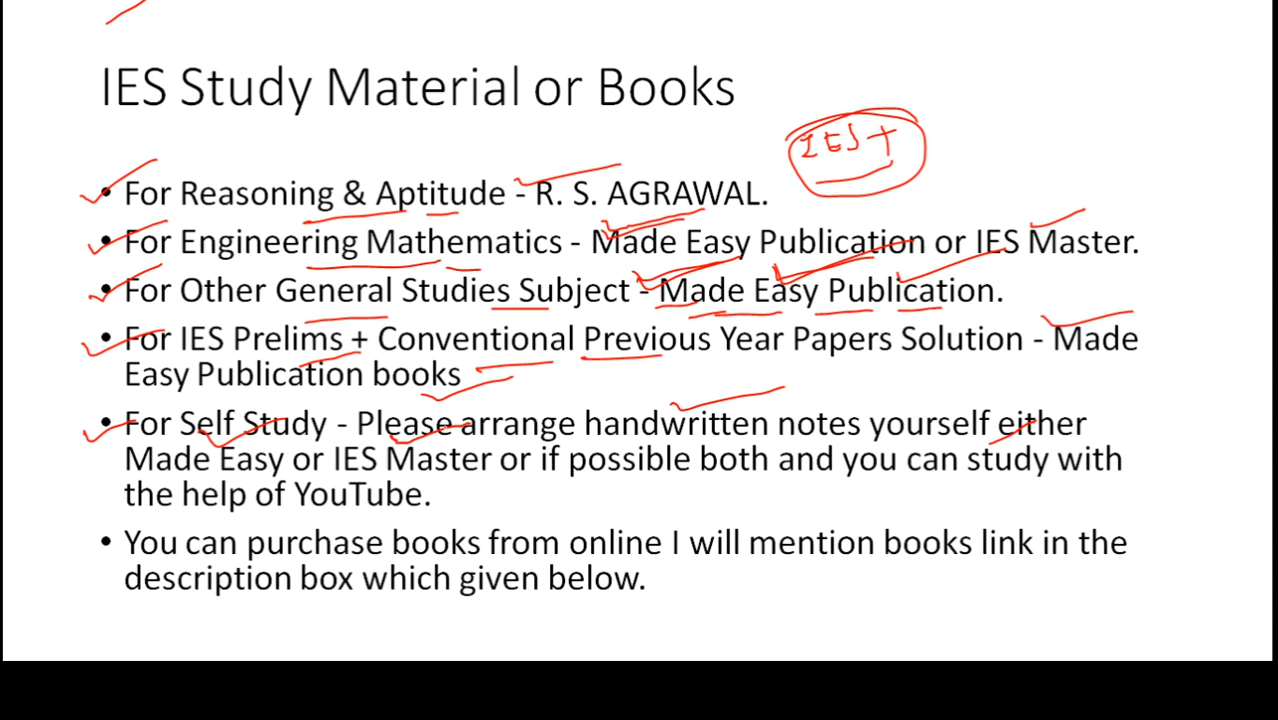 IES Study Material or Books
IES +
• For Reasoning & Aptitude - R. S. AGRAWAL.
• For Engineering Mathematics - Made Easy Publication or IES Master.
• For Other General Studies Subject - Made Easy Publication.
• For IES Prelims + Conventional Previous Year Papers Solution - Made
Easy Publication books
• For Self Study - Please arrange handwritten notes yourself either
Made Easy or IES Master or if possible both and you can study with
the help of YouTube.
• You can purchase books from online I will mention books link in the
description box which given below.